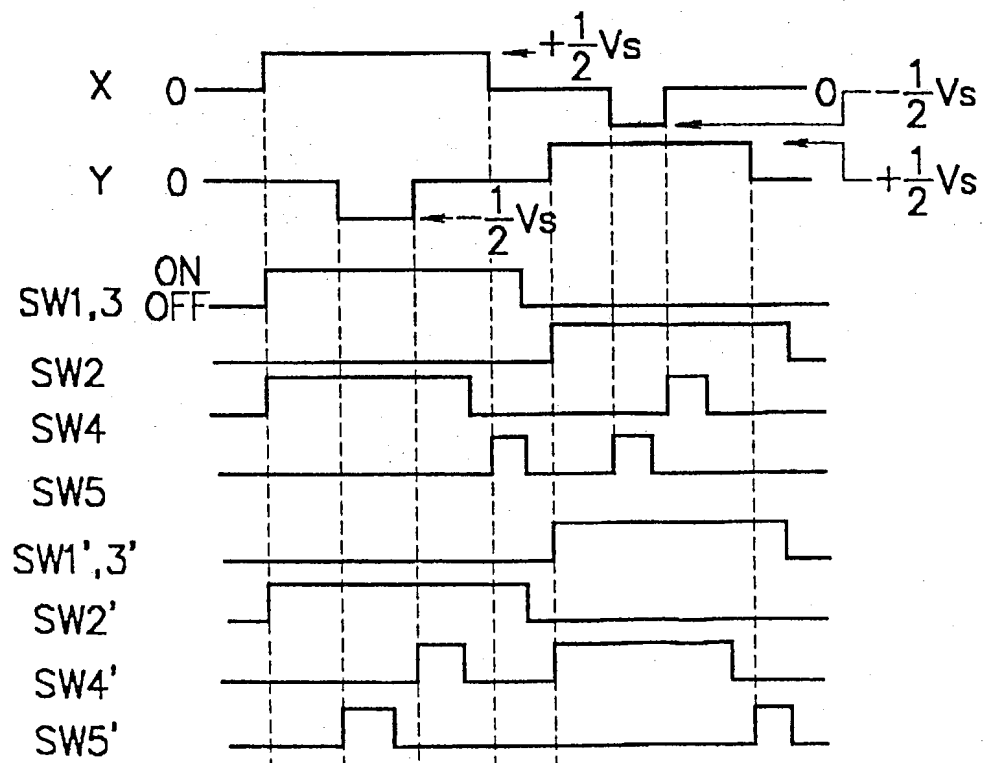 +1/2Vs
X 0
0
-1/2Vs
Y 0
+1/2Vs
-1/2Vs
ON
SW1,3 OFF
SW2
SW4
SW5
SW1',3'
SW2'
SW4'
SW5'